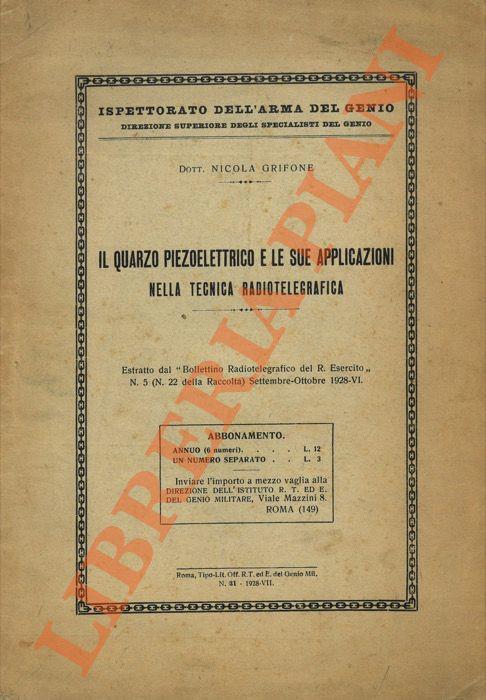 ISPETTORATO DELL'ARMA DEL GENIO
DIREZIONE SUPERIORE DEGLI SPECIALISTI DEL GENIO
DOTT. NICOLA GRIFONE
IL QUARZO PIEZOELETTRICO E LE SUE APPLICAZIONI
NELLA TECNICA RADIOTELEGRAFICA
Estratto dal "Bollettino Radiotelegrafico del R. Esercito„
N. 5 (N. 22 della Raccolta) Settembre-Ottobre 1928-VI.
ABBONAMENTO.
ANNUO (6 numeri). . . . . L. 12
UN NUMERO SEPARATO . . L. 3
Inviare l'importo a mezzo vaglia alla
DIREZIONE DELL'ISTITUTO R. T. ED E.
DEL GENIO MILITARE, Viale Mazzini 8.
ROMA (149)
Roma, Tipo-Lit. Off. R.T. ed E. del Genio Mil.
N. 81 - 1928-VII.
LIBRERIA PIANI